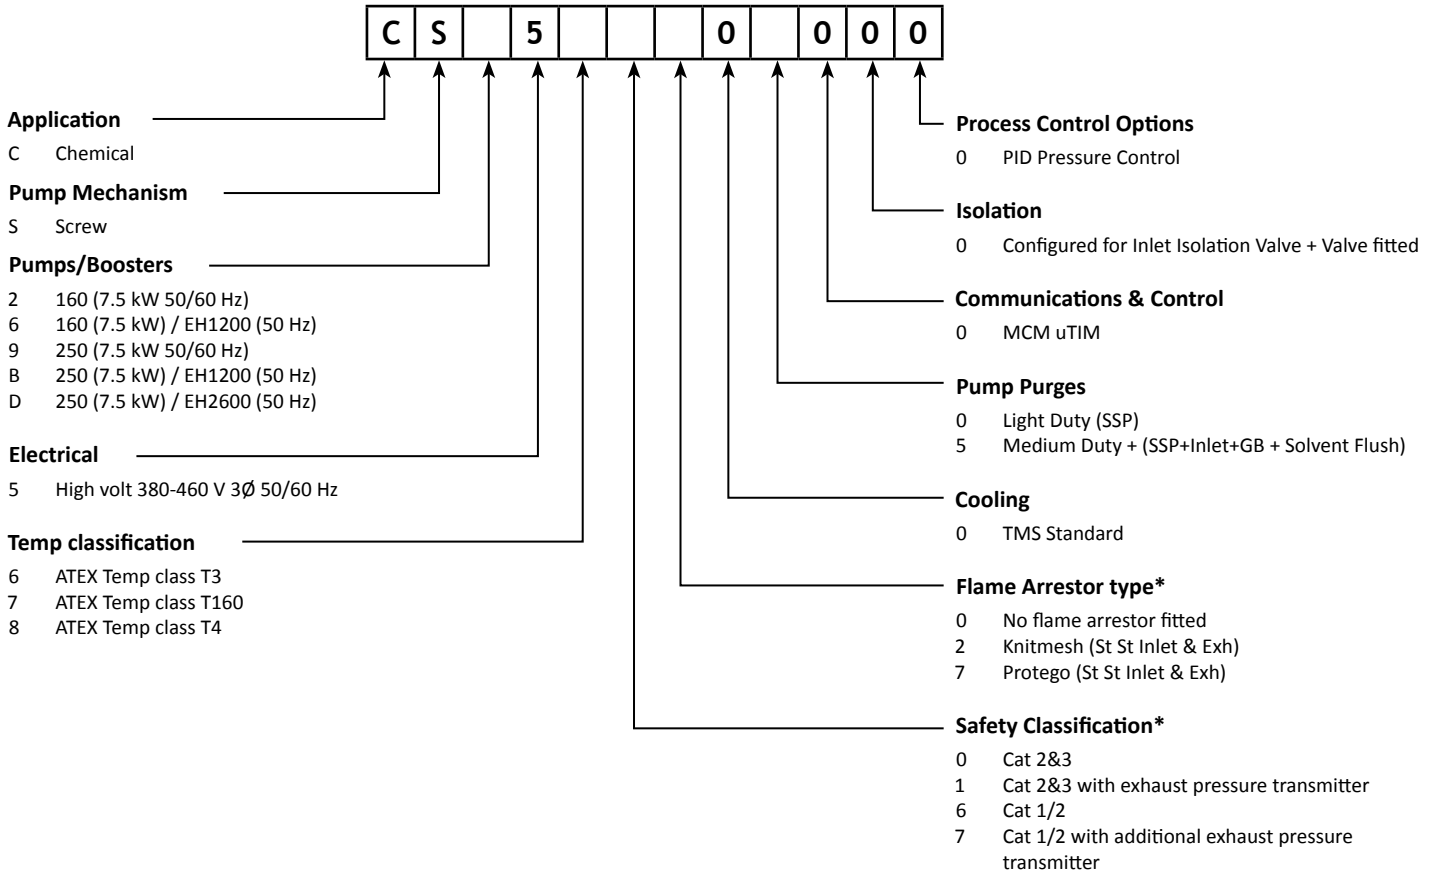 C S 5 0 0 0 0
Application
C Chemical
Pump Mechanism
S Screw
Pumps/Boosters
2 160 (7.5 kW 50/60 Hz)
6 160 (7.5 kW) / EH1200 (50 Hz)
9 250 (7.5 kW 50/60 Hz)
B 250 (7.5 kW) / EH1200 (50 Hz)
D 250 (7.5 kW) / EH2600 (50 Hz)
Electrical
5 High volt 380-460 V 3Ø 50/60 Hz
Temp classification
6 ATEX Temp class T3
7 ATEX Temp class T160
8 ATEX Temp class T4
Process Control Options
0 PID Pressure Control
Isolation
0 Configured for Inlet Isolation Valve + Valve fitted
Communications & Control
0 MCM uTIM
Pump Purges
0 Light Duty (SSP)
5 Medium Duty + (SSP+Inlet+GB + Solvent Flush)
Cooling
0 TMS Standard
Flame Arrestor type*
0 No flame arrestor fitted
2 Knitmesh (St St Inlet & Exh)
7 Protego (St St Inlet & Exh)
Safety Classification*
0 Cat 2&3
1 Cat 2&3 with exhaust pressure transmitter
6 Cat 1/2
7 Cat 1/2 with additional exhaust pressure
transmitter